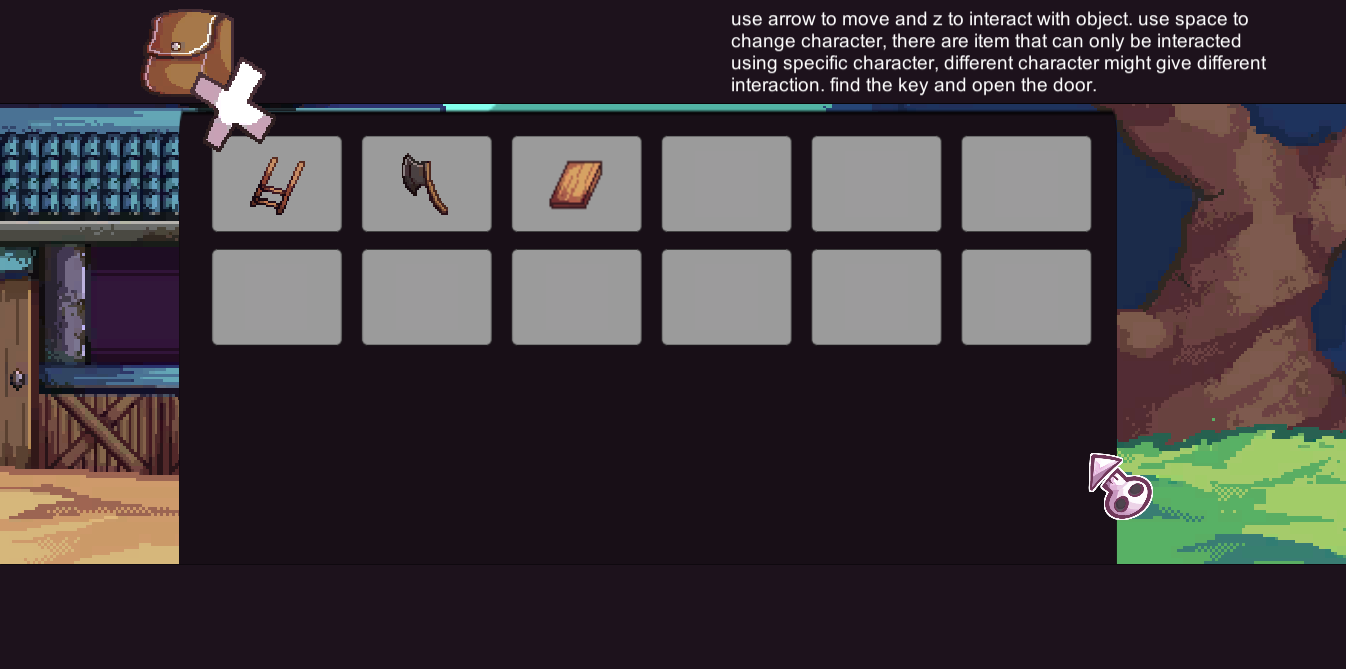 use arrow to move and z to interact with object. use space to
change character, there are item that can only be interacted
using specific character, different character might give different
interaction. find the key and open the door.